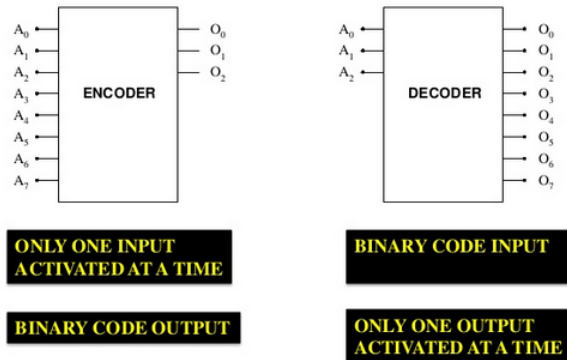 A₀
A₁
A₂
A₃
A₄
A₅
A₆
A₇
ENCODER
O₀
O₁
O₂
A₀
A₁
A₂
DECODER
O₀
O₁
O₂
O₃
O₄
O₅
O₆
O₇
ONLY ONE INPUT
ACTIVATED AT A TIME
BINARY CODE OUTPUT
BINARY CODE INPUT
ONLY ONE OUTPUT
ACTIVATED AT A TIME